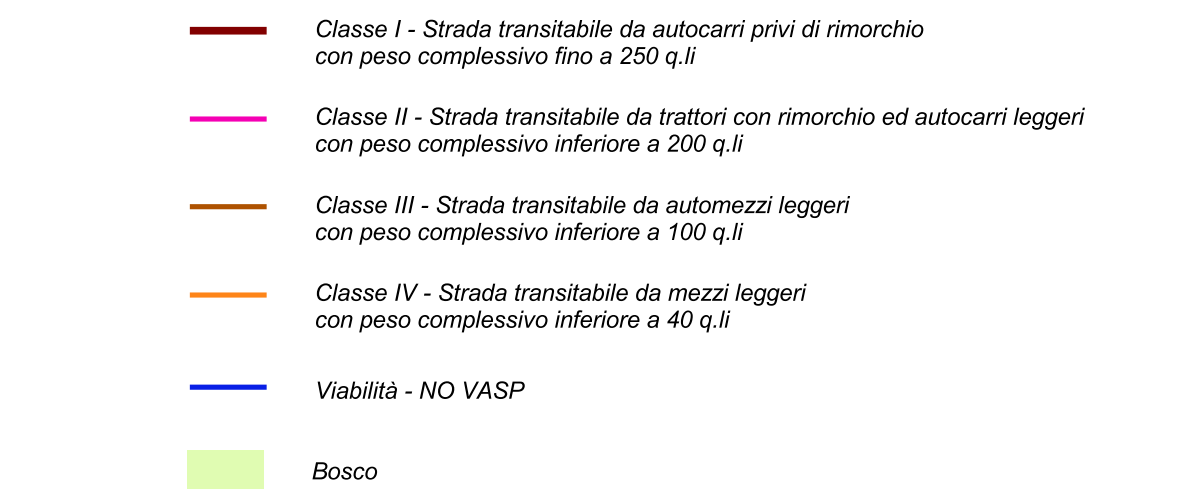 Classe I - Strada transitabile da autocarri privi di rimorchio
con peso complessivo fino a 250 q.li
Classe II - Strada transitabile da trattori con rimorchio ed autocarri leggeri
con peso complessivo inferiore a 200 q.li
Classe III - Strada transitabile da automezzi leggeri
con peso complessivo inferiore a 100 q.li
Classe IV - Strada transitabile da mezzi leggeri
con peso complessivo inferiore a 40 q.li
Viabilità - NO VASP
Bosco